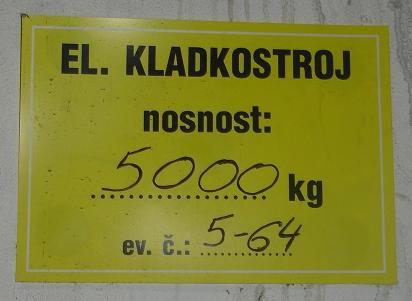 EL. KLADKOSTROJ
nosnost:
5000 kg
ev. č.: 5-64